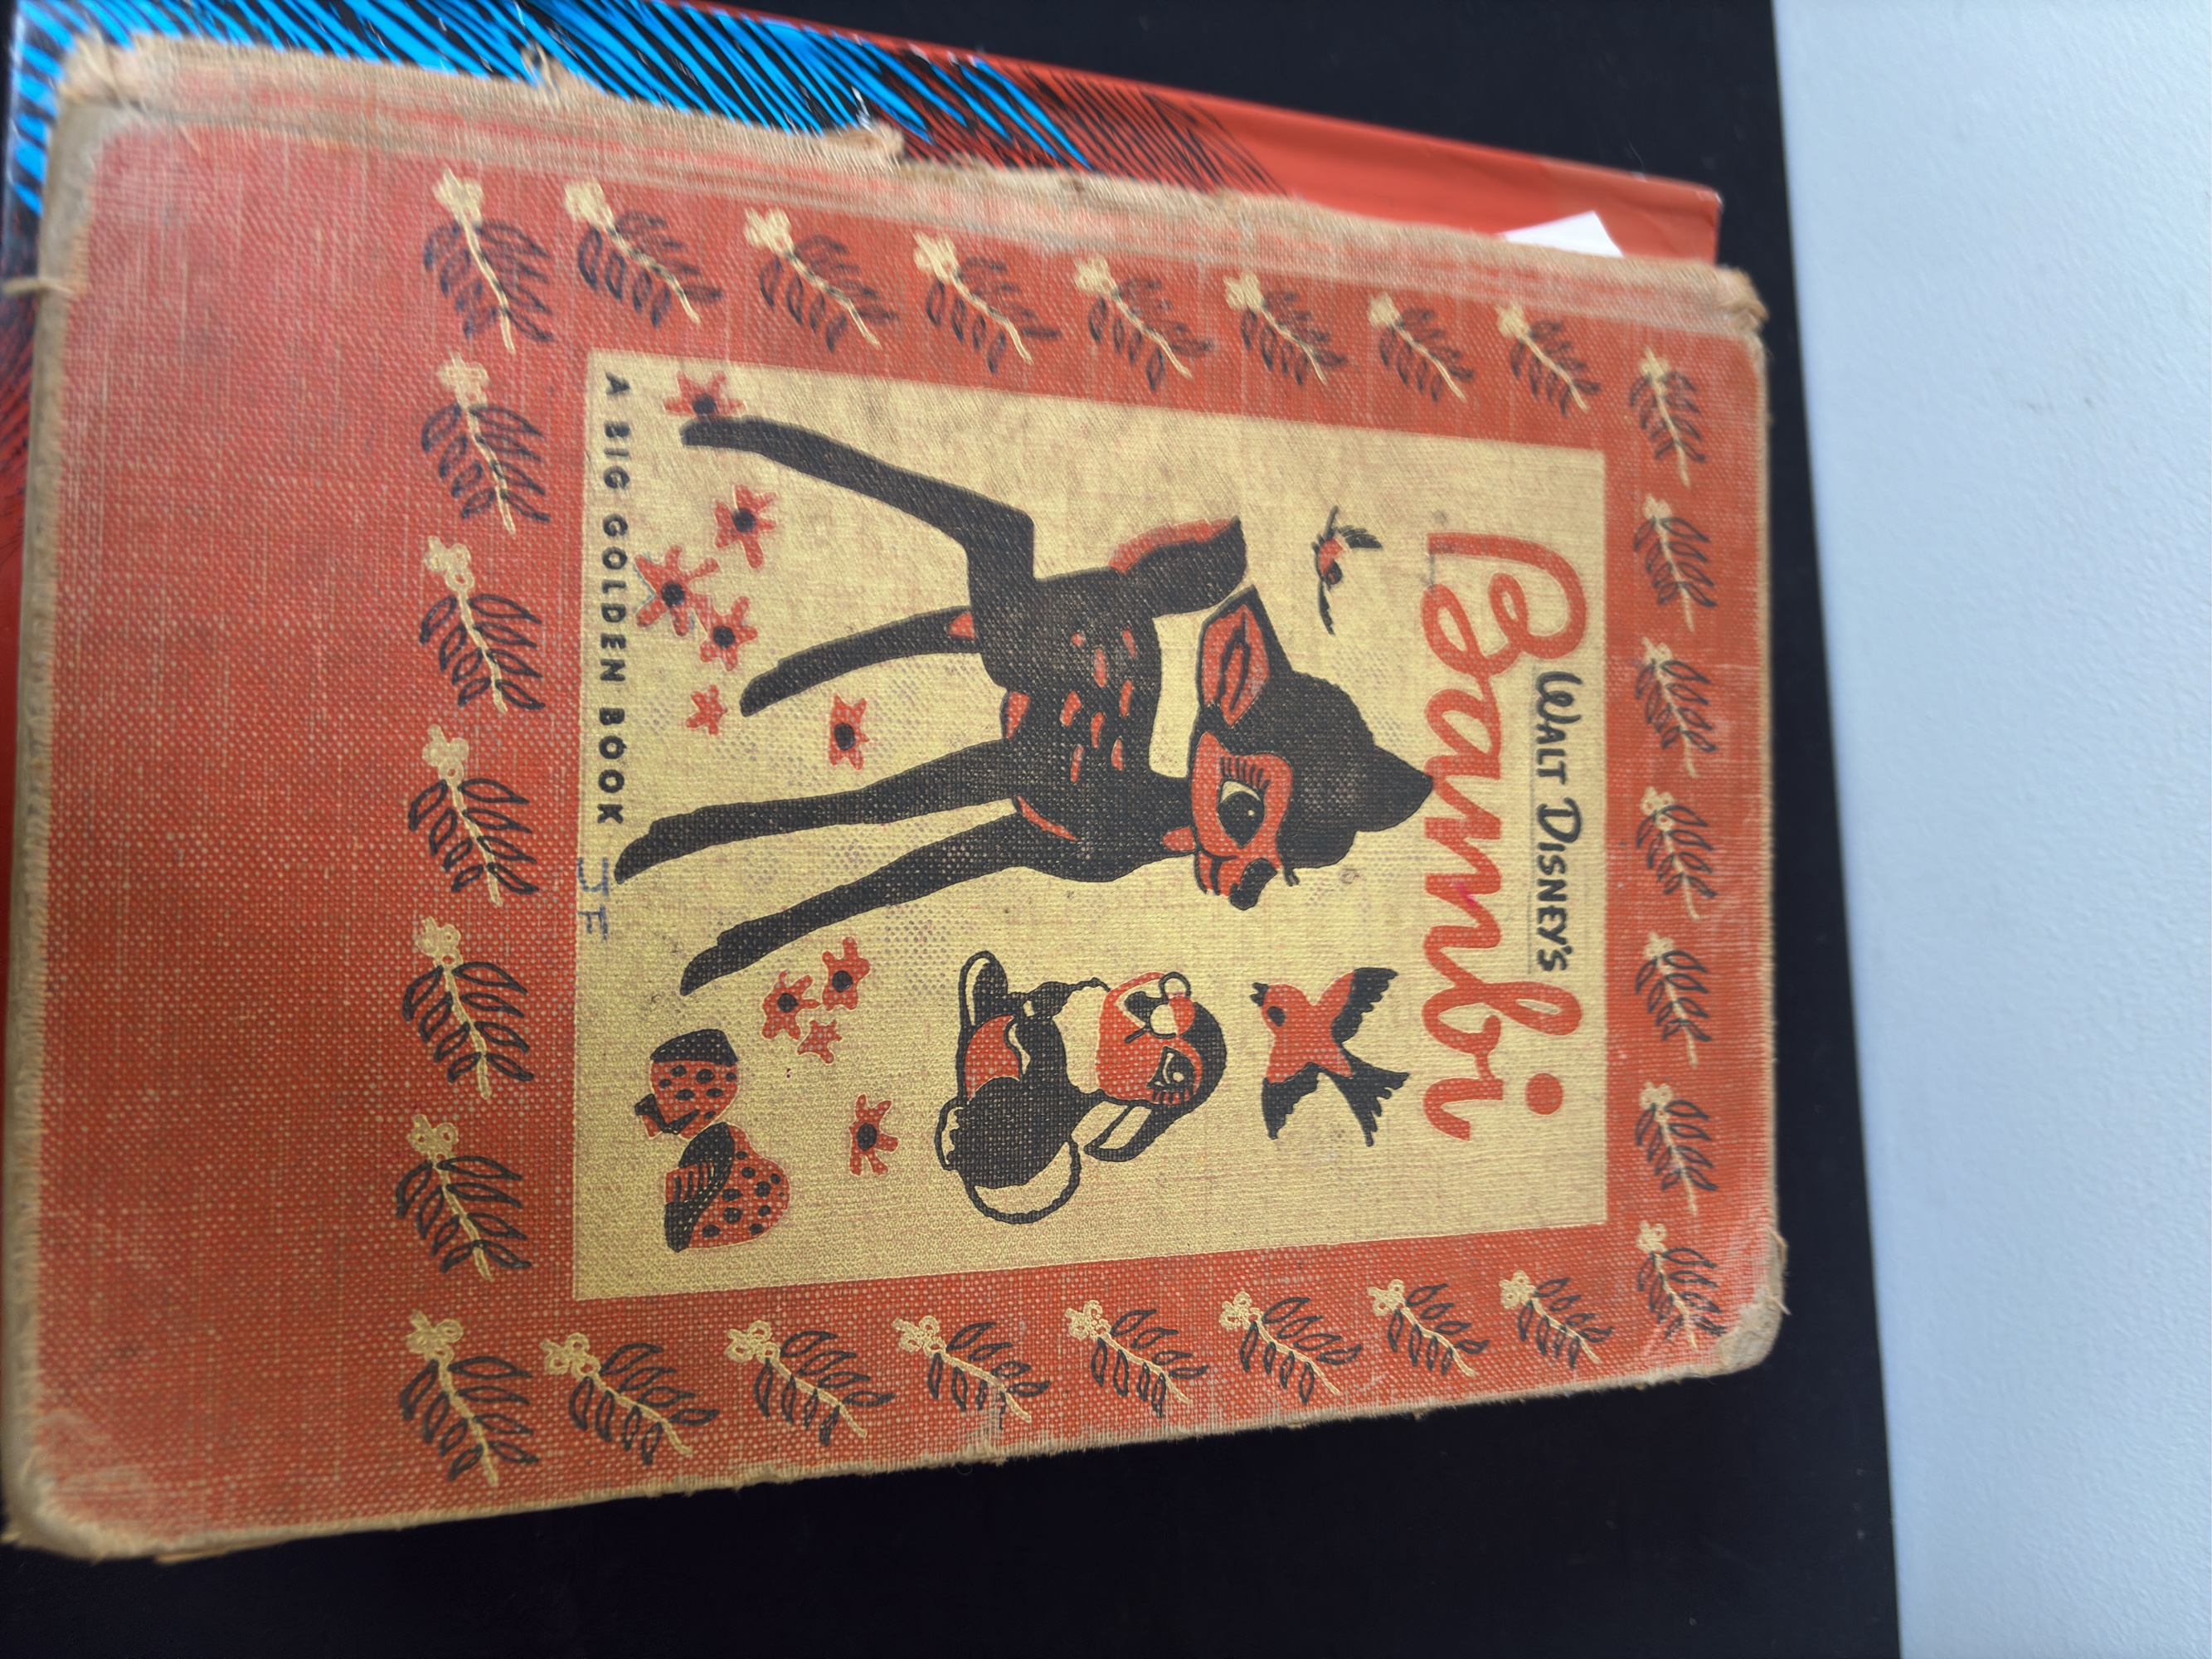 WALT DISNEY'S
Bambi
A BIG GOLDEN BOOK JF